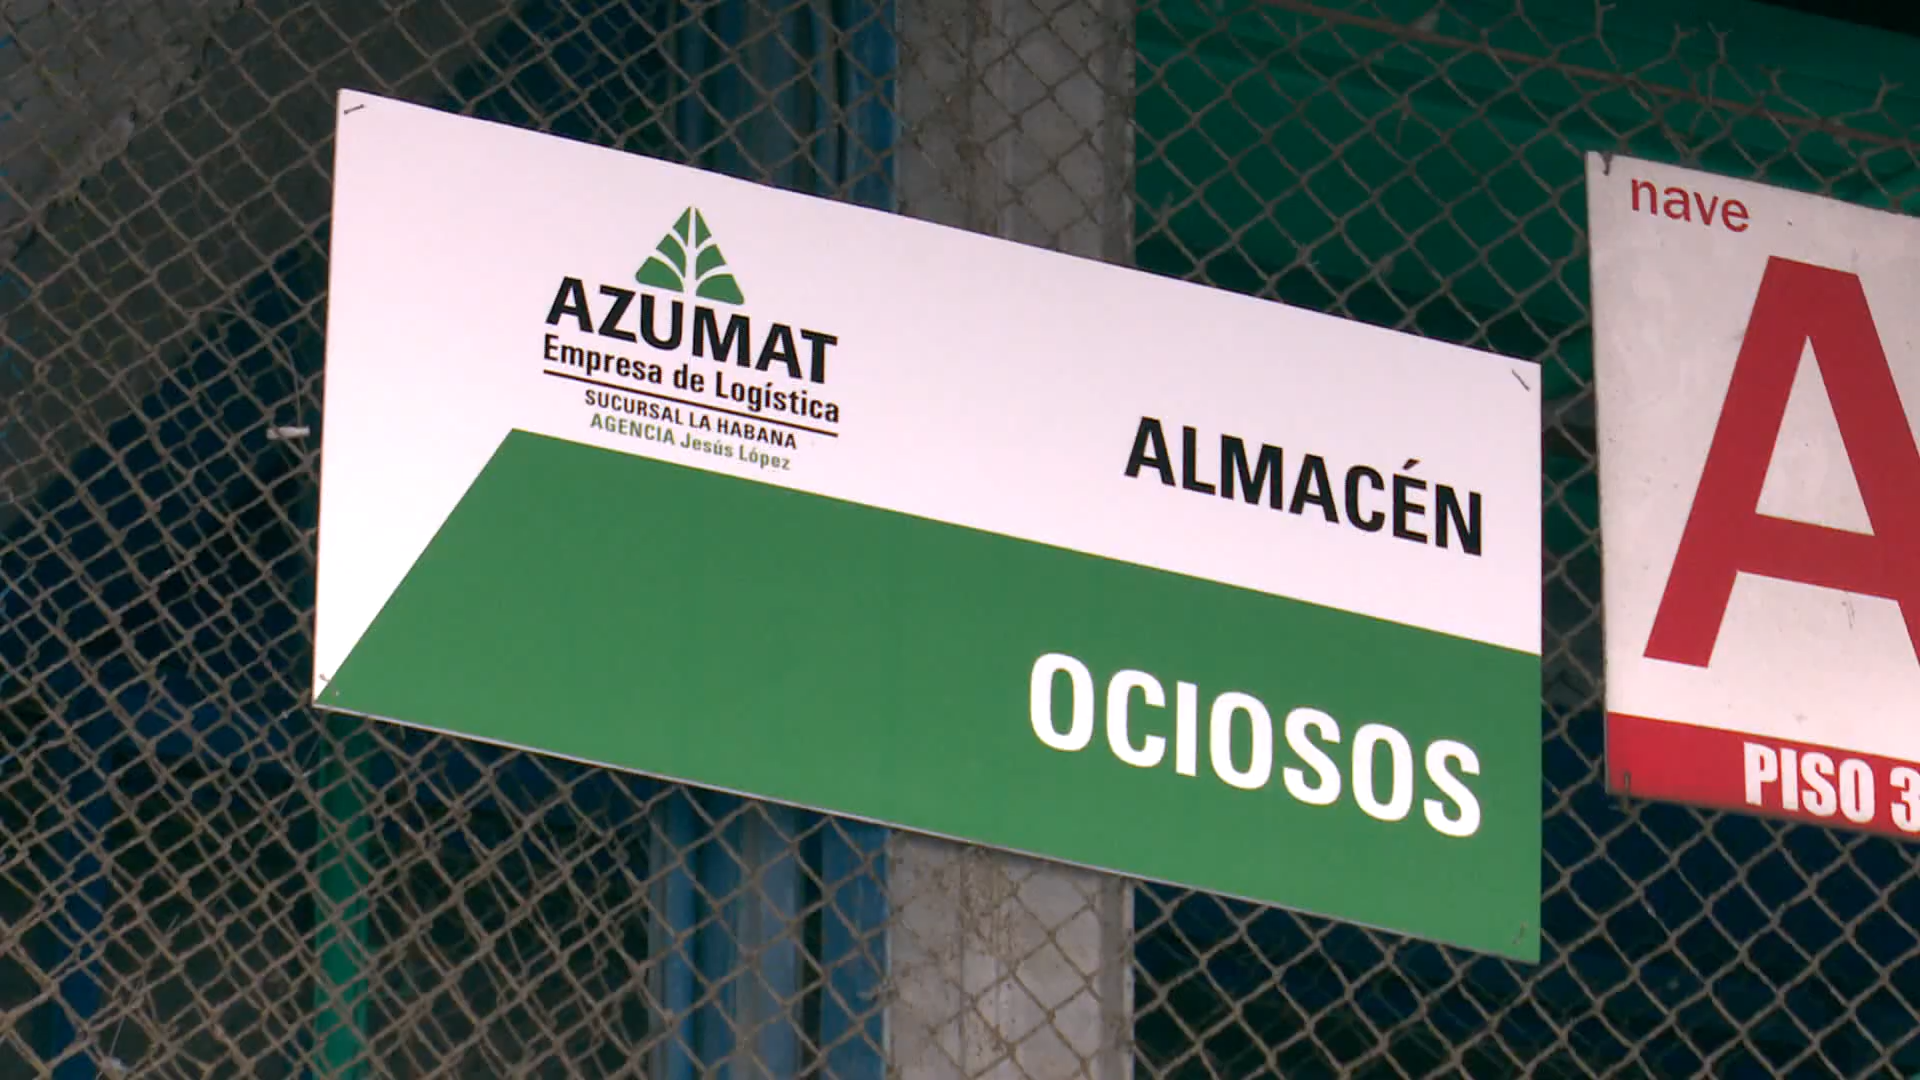 AZUMAT
Empresa de Logística
SUCURSAL LA HABANA
AGENCIA Jesús López
ALMACÉN
OCIOSOS
nave
A
PISO 3